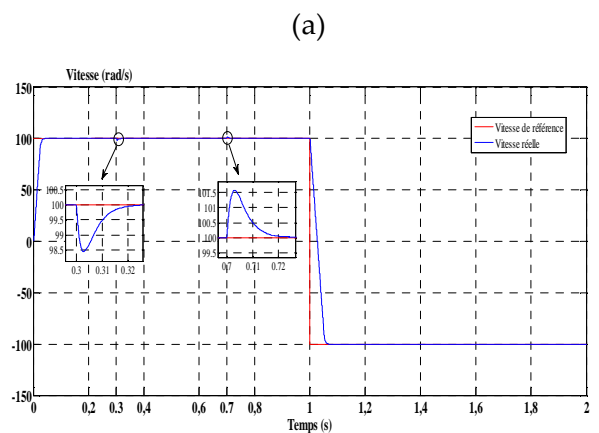 (a)
Vitesse (rad/s)
150
100
50
0
-50
-100
-150
Vitesse de référence
Vitesse réelle
100.5
100
99.5
99
98.5
0.3 0.31 0.32
101.5
101
100.5
100
99.5
0.7 0.71 0.72
0 0,2 0.3 0,4 0,6 0.7 0,8 1 1,2 1,4 1,6 1,8 2
Temps (s)